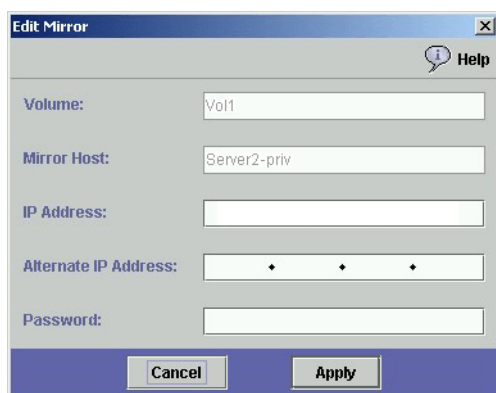 Edit Mirror
Help
Volume: Vol1
Mirror Host: Server2-priv
IP Address:
Alternate IP Address: . . .
Password:
Cancel Apply